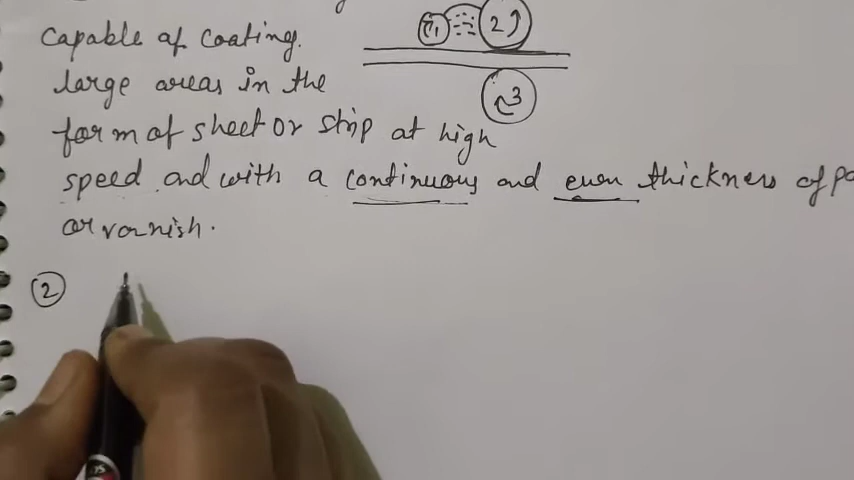 capable of coating.
large areas in the
form of sheet or strip at high
speed and with a continuous and even thickness of
or varnish.
2
1
2
3